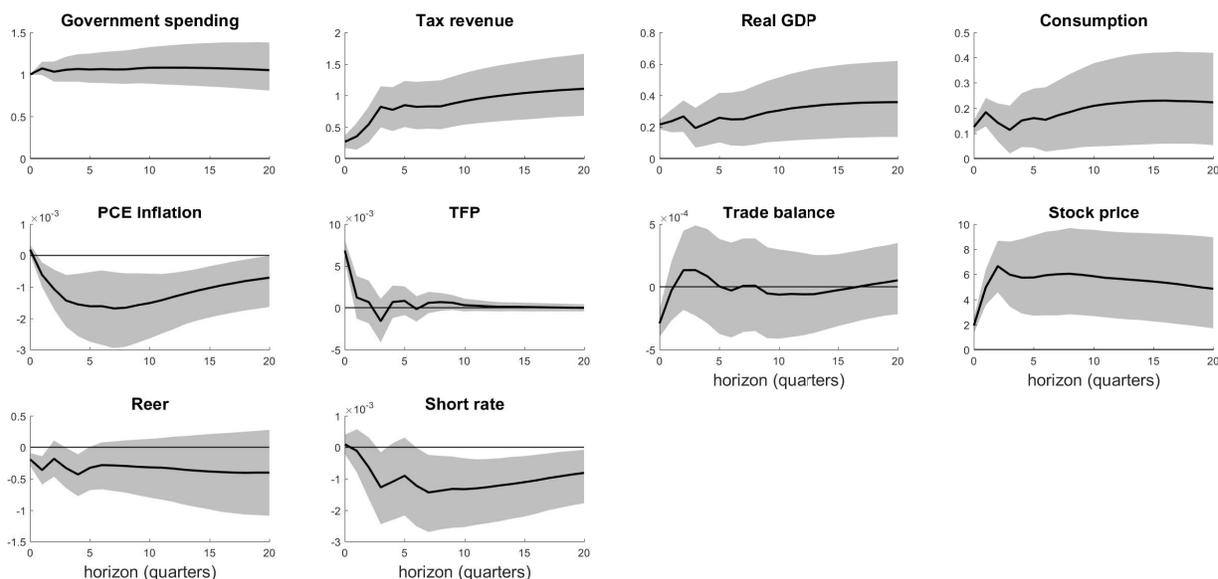 Government spending
Tax revenue
Real GDP
Consumption
1.5
1
0.5
0
0 5 10 15 20
2
1.5
1
0.5
0
0 5 10 15 20
0.8
0.6
0.4
0.2
0
0 5 10 15 20
0.5
0.4
0.3
0.2
0.1
0
0 5 10 15 20
PCE inflation
TFP
Trade balance
Stock price
×10⁻³
1
0
-1
-2
-3
0 5 10 15 20
×10⁻³
10
5
0
-5
0 5 10 15 20
×10⁻⁴
5
0
-5
0 5 10 15 20
horizon (quarters)
10
8
6
4
2
0
0 5 10 15 20
horizon (quarters)
Reer
Short rate
0.5
0
-0.5
-1
-1.5
0 5 10 15 20
horizon (quarters)
×10⁻³
1
0
-1
-2
-3
0 5 10 15 20
horizon (quarters)